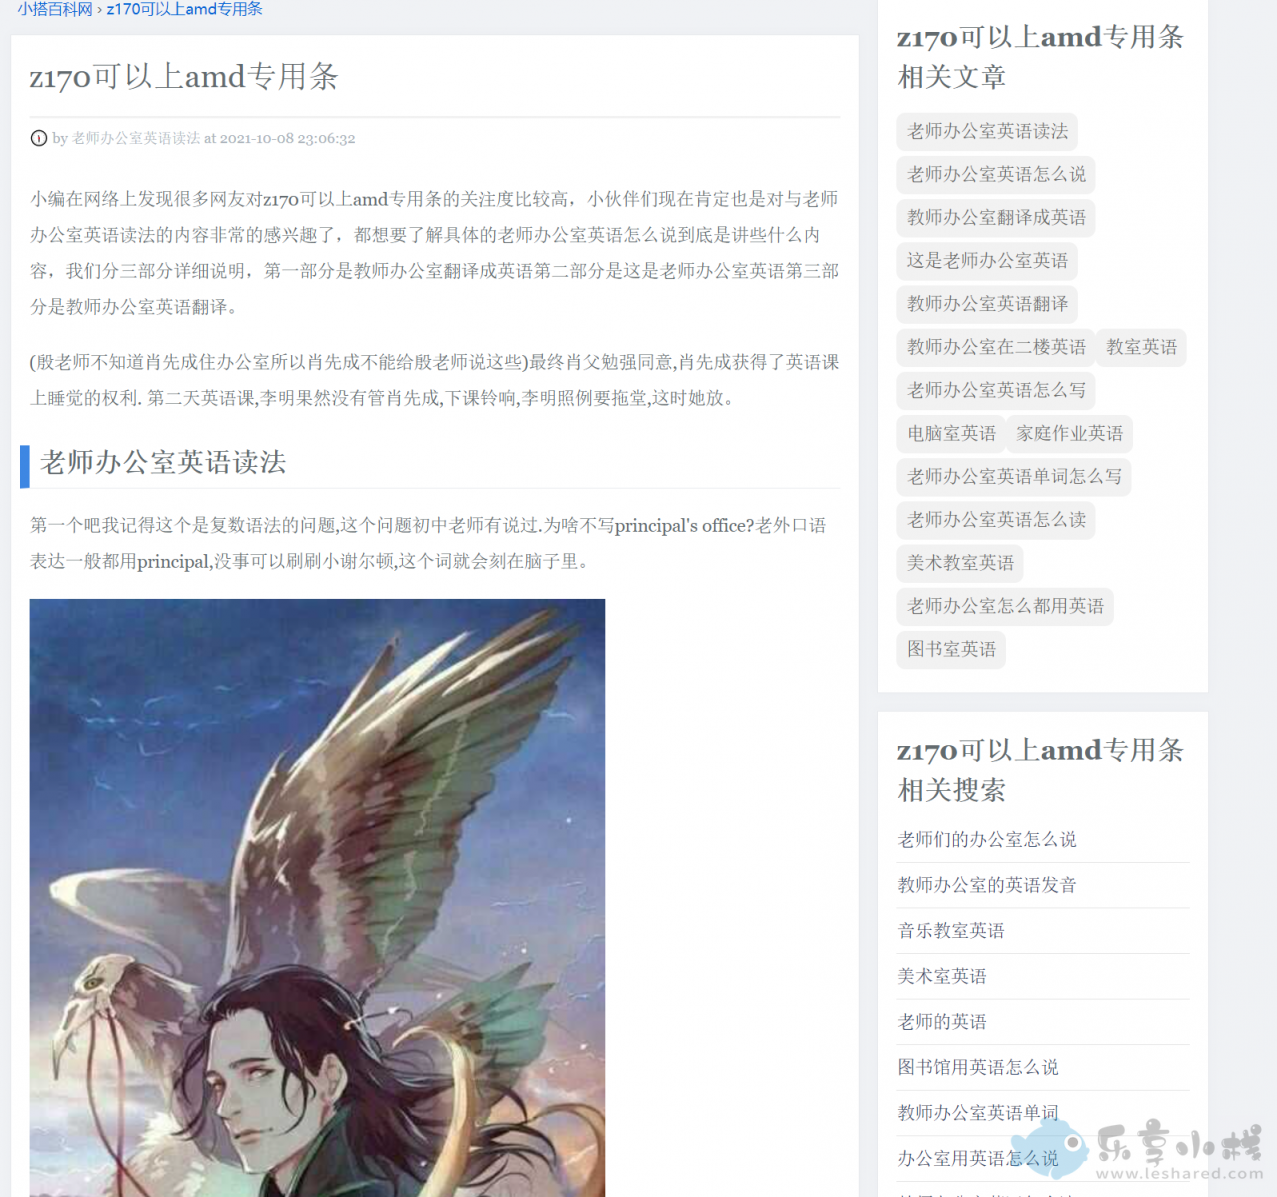 小搭百科网 › z170可以上amd专用条
z170可以上amd专用条
by 老师办公室英语读法 at 2021-10-08 23:06:32
小编在网络上发现很多网友对z170可以上amd专用条的关注度比较高，小伙伴们现在肯定也是对与老师
办公室英语读法的内容非常的感兴趣了，都想要了解具体的老师办公室英语怎么说到底是讲些什么内
容，我们分三部分详细说明，第一部分是教师办公室翻译成英语第二部分是这是老师办公室英语第三部
分是教师办公室英语翻译。
(殷老师不知道肖先成住办公室所以肖先成不能给殷老师说这些)最终肖父勉强同意,肖先成获得了英语课
上睡觉的权利. 第二天英语课,李明果然没有管肖先成,下课铃响,李明照例要拖堂,这时她放。
老师办公室英语读法
第一个吧我记得这个是复数语法的问题,这个问题初中老师有说过.为啥不写principal's office?老外口语
表达一般都用principal,没事可以刷刷小谢尔顿,这个词就会刻在脑子里。
z170可以上amd专用条
相关文章
老师办公室英语读法
老师办公室英语怎么说
教师办公室翻译成英语
这是老师办公室英语
教师办公室英语翻译
教师办公室在二楼英语 教室英语
老师办公室英语怎么写
电脑室英语 家庭作业英语
老师办公室英语单词怎么写
老师办公室英语怎么读
美术教室英语
老师办公室怎么都用英语
图书室英语
z170可以上amd专用条
相关搜索
老师们的办公室怎么说
教师办公室的英语发音
音乐教室英语
美术室英语
老师的英语
图书馆用英语怎么说
教师办公室英语单词
办公室用英语怎么说
乐享小栈
www.leshared.com